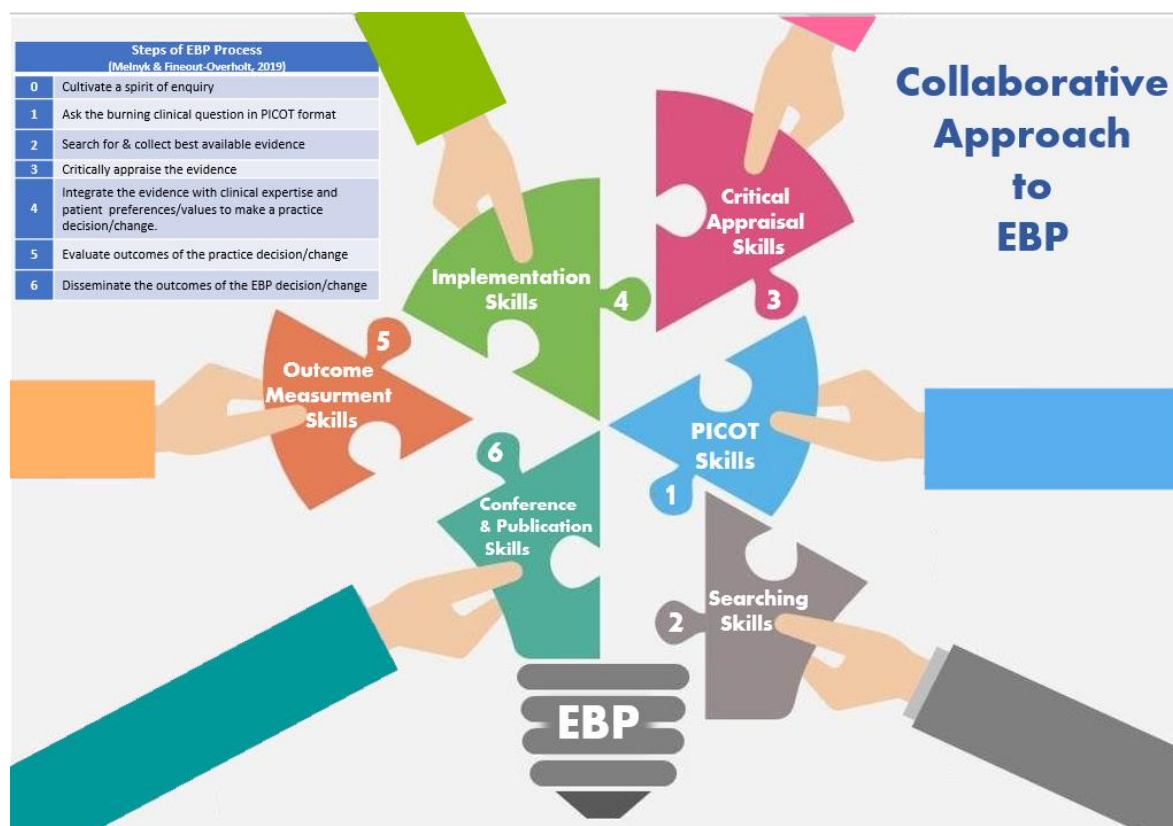 Steps of EBP Process
(Melnyk & Fineout-Overholt, 2019)
0 Cultivate a spirit of enquiry
1 Ask the burning clinical question in PICOT format
2 Search for & collect best available evidence
3 Critically appraise the evidence
4 Integrate the evidence with clinical expertise and
patient preferences/values to make a practice
decision/change.
5 Evaluate outcomes of the practice decision/change
6 Disseminate the outcomes of the EBP decision/change
Collaborative
Approach
to
EBP
Critical
Appraisal
Skills
3
Implementation
Skills
4
5
Outcome
Measurment
Skills
PICOT
Skills
1
6
Conference
& Publication
Skills
Searching
Skills
2
EBP